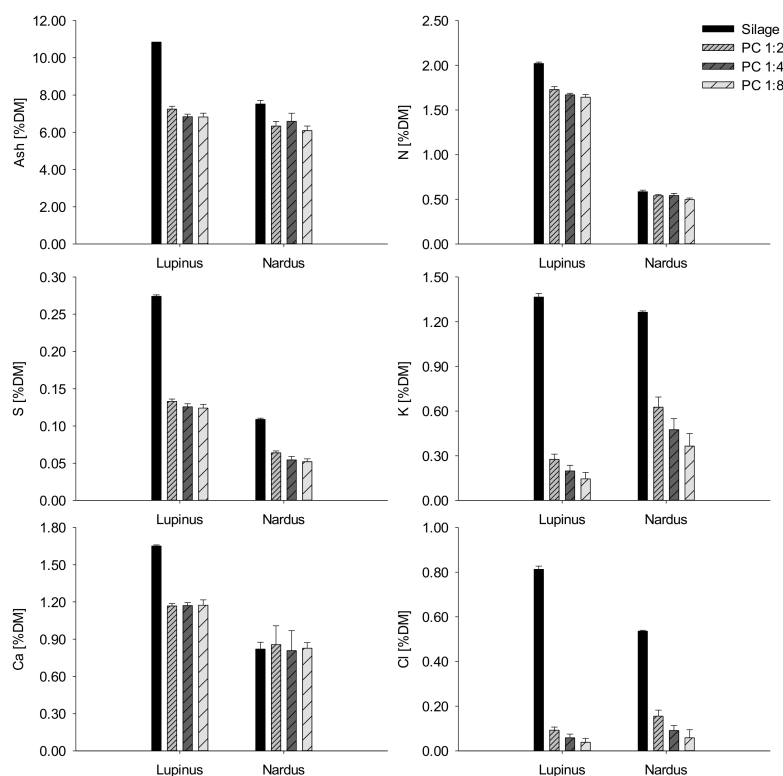 12.00
10.00
8.00
6.00
4.00
2.00
0.00
Ash [%DM]
Lupinus Nardus
2.50
2.00
1.50
1.00
0.50
0.00
N [%DM]
Lupinus Nardus
Silage
PC 1:2
PC 1:4
PC 1:8
0.30
0.25
0.20
0.15
0.10
0.05
0.00
S [%DM]
Lupinus Nardus
1.50
1.20
0.90
0.60
0.30
0.00
K [%DM]
Lupinus Nardus
1.80
1.50
1.20
0.90
0.60
0.30
0.00
Ca [%DM]
Lupinus Nardus
1.00
0.80
0.60
0.40
0.20
0.00
Cl [%DM]
Lupinus Nardus